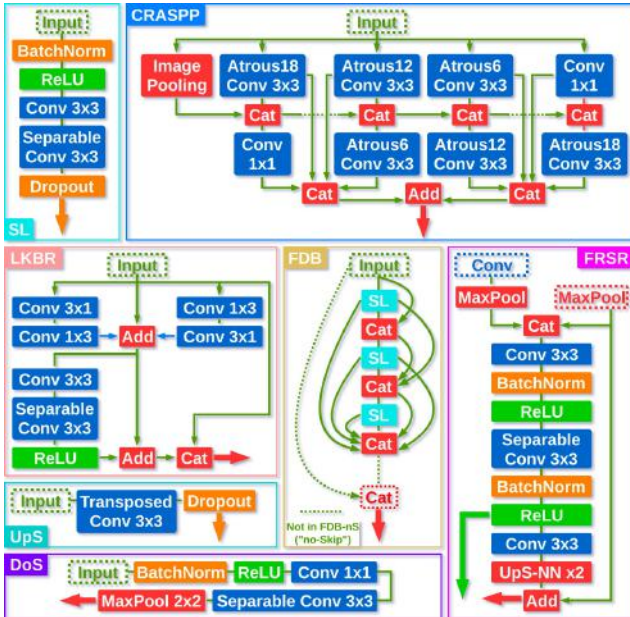 Input
BatchNorm
ReLU
Conv 3x3
Separable
Conv 3x3
Dropout
SL
CRASPP
Input
Image
Pooling
Atrous18
Conv 3x3
Atrous12
Conv 3x3
Atrous6
Conv 3x3
Conv
1x1
Cat
Cat
Cat
Cat
Conv
1x1
Atrous6
Conv 3x3
Atrous12
Conv 3x3
Atrous18
Conv 3x3
Cat
Add
Cat
LKBR
Input
Conv 3x1
Conv 1x3
Conv 1x3
Add
Conv 3x1
Conv 3x3
Separable
Conv 3x3
ReLU
Add
Cat
FDB
Input
SL
Cat
SL
Cat
SL
Cat
Cat
Not in FDB-nS
("no-Skip")
FRSR
Conv
MaxPool
MaxPool
Cat
Conv 3x3
BatchNorm
ReLU
Separable
Conv 3x3
BatchNorm
ReLU
Conv 3x3
UpS-NN x2
Add
Input
Transposed
Conv 3x3
Dropout
UpS
DoS
Input
BatchNorm
ReLU
Conv 1x1
MaxPool 2x2
Separable Conv 3x3